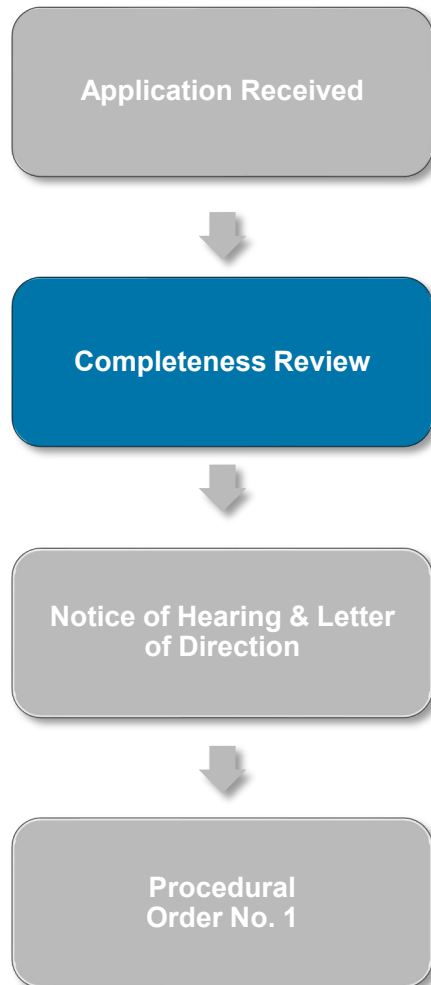 Application Received
Completeness Review
Notice of Hearing & Letter
of Direction
Procedural
Order No. 1